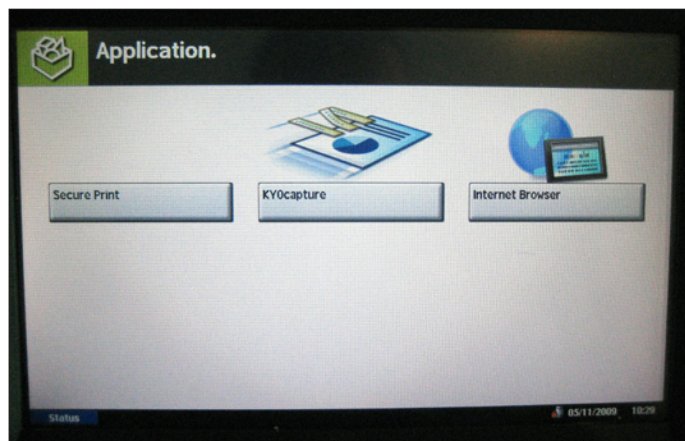 Application.
Secure Print
KYOcapture
Internet Browser
Status
05/11/2009 10:29